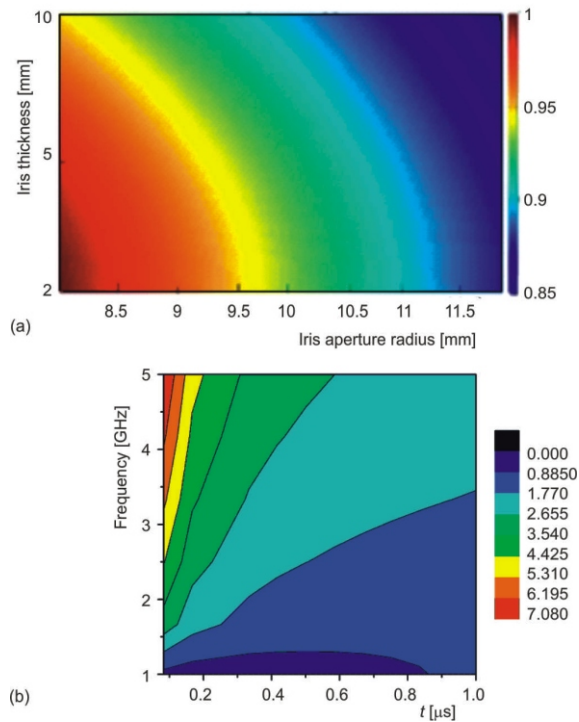 Iris thickness [mm]
10
5
2
8.5 9 9.5 10 10.5 11 11.5
Iris aperture radius [mm]
1
0.95
0.9
0.85
(a)
Frequency [GHz]
5
4
3
2
1
0.2 0.4 0.6 0.8 1.0
t [µs]
0.000
0.8850
1.770
2.655
3.540
4.425
5.310
6.195
7.080
(b)